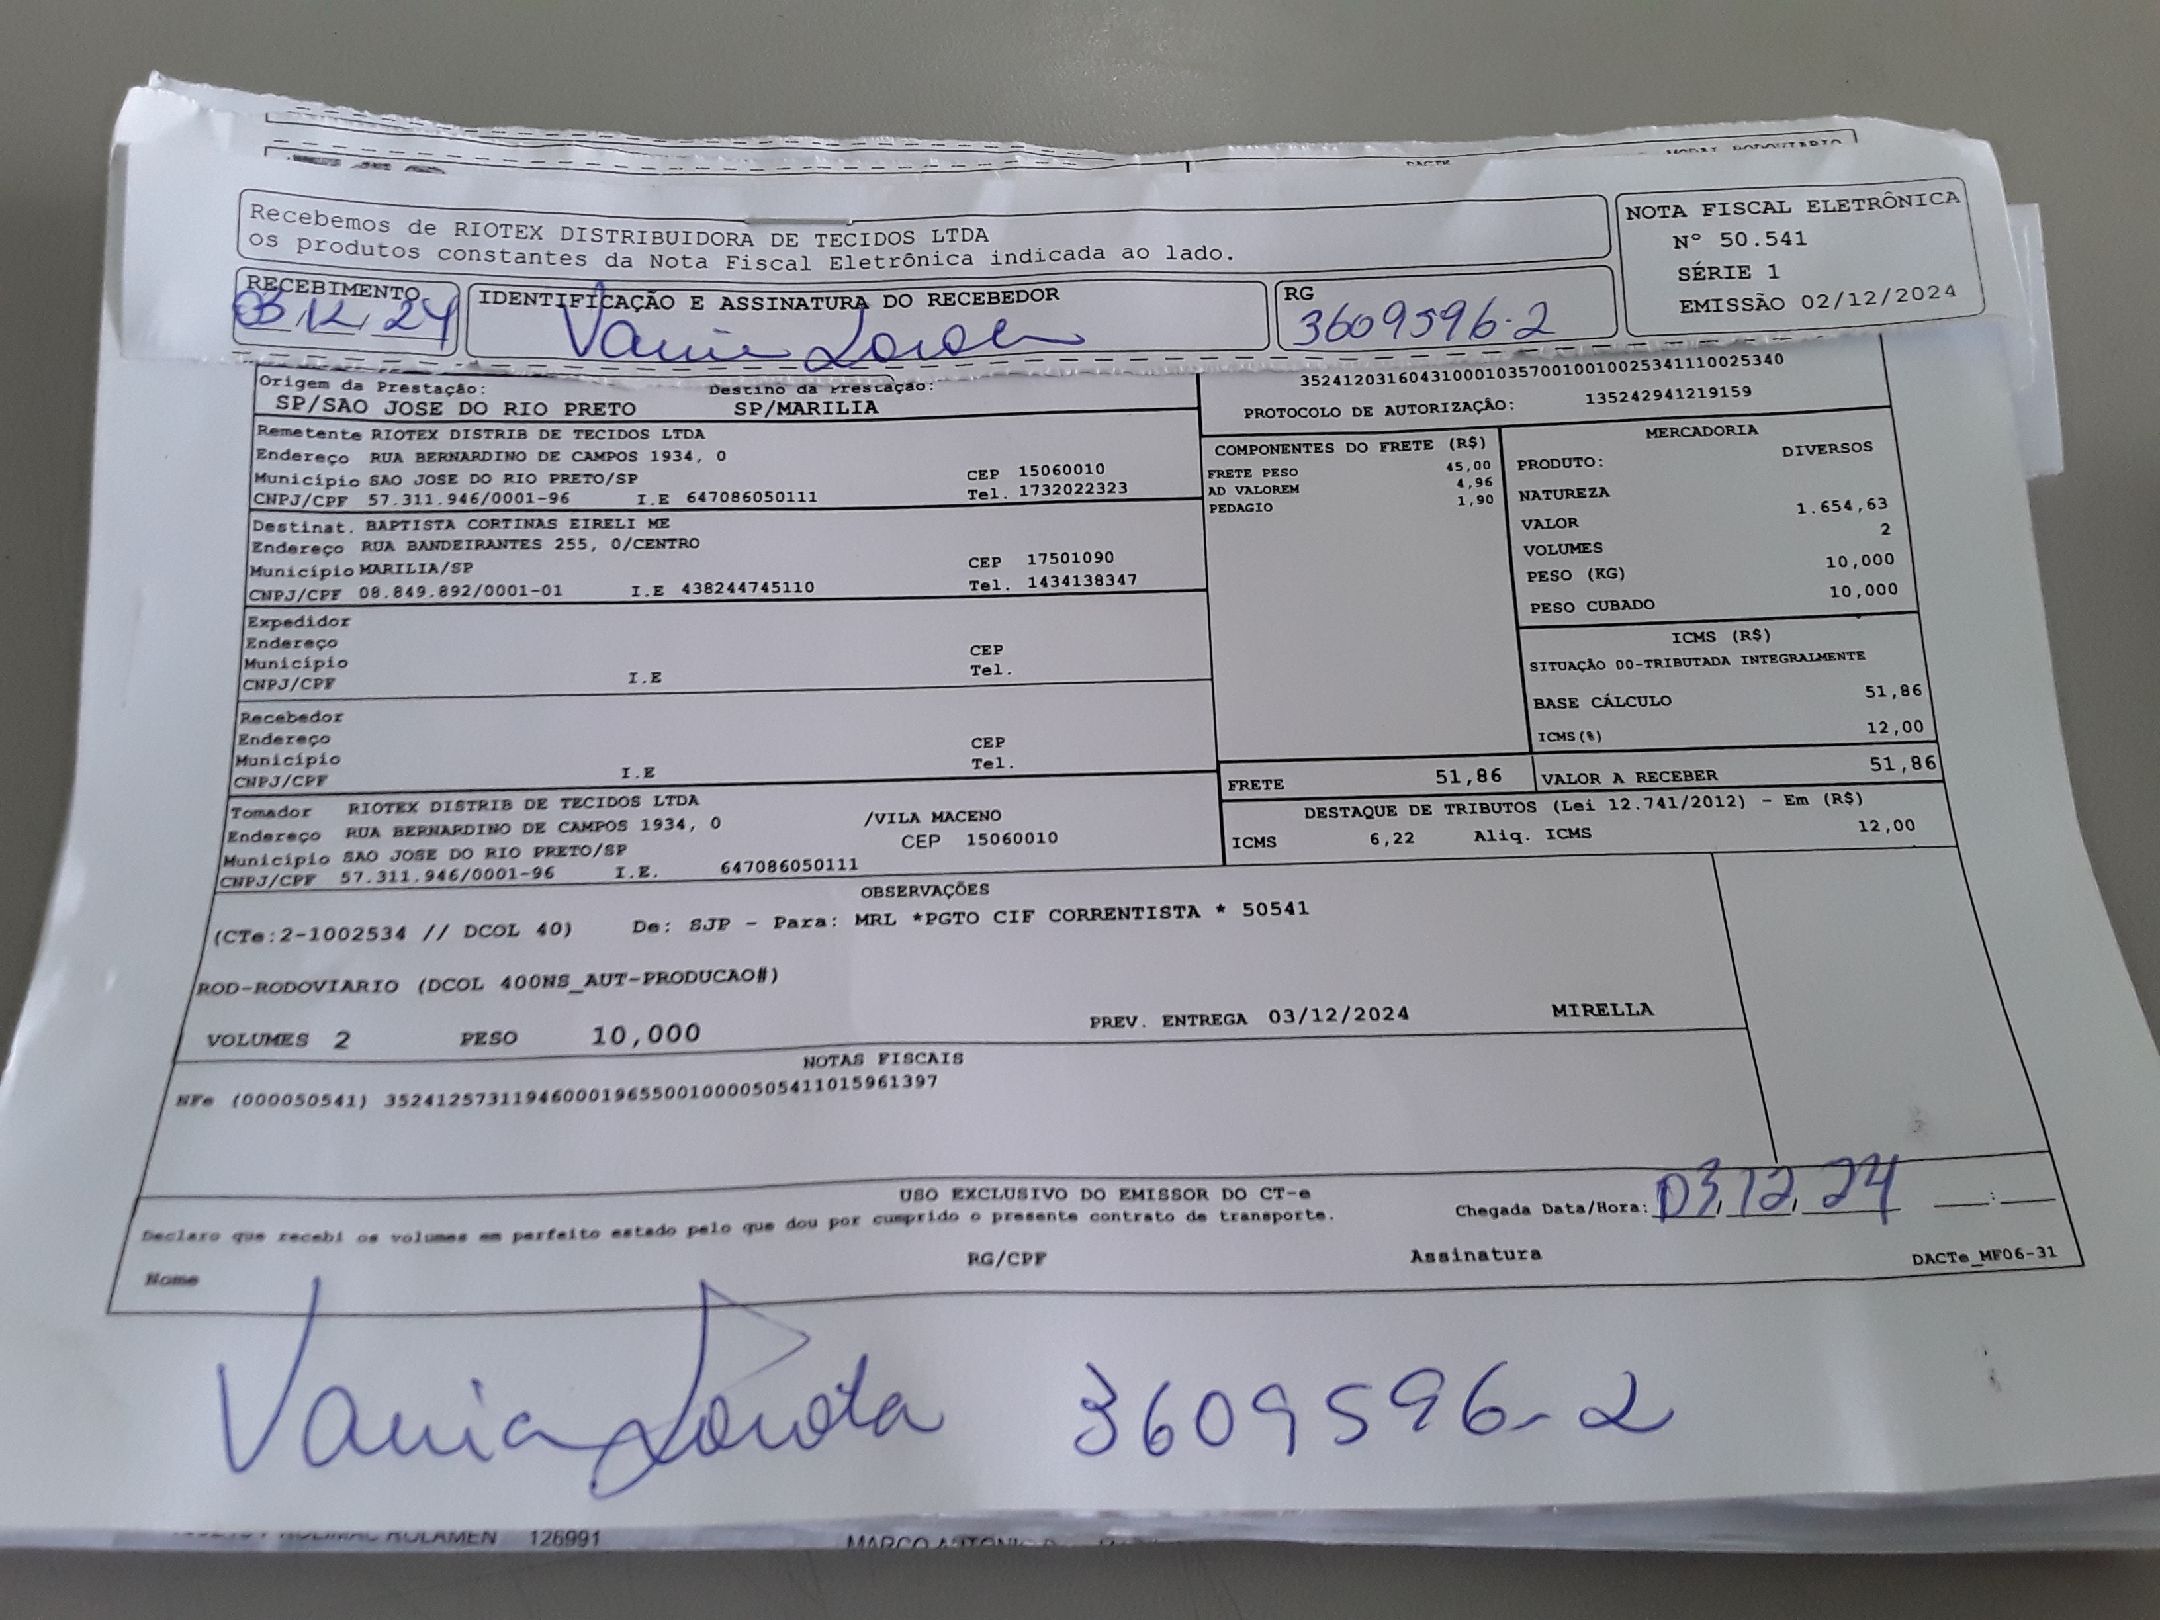 MODAL RODOVIARIO
Recebemos de RIOTEX DISTRIBUIDORA DE TECIDOS LTDA
os produtos constantes da Nota Fiscal Eletrônica indicada ao lado.
NOTA FISCAL ELETRÔNICA
Nº 50.541
SÉRIE 1
EMISSÃO 02/12/2024
RECEBIMENTO
03 12 24
IDENTIFICAÇÃO E ASSINATURA DO RECEBEDOR
Vania
RG
3609596-2
Origem da Prestação: Destino da Prestação:
SP/SAO JOSE DO RIO PRETO SP/MARILIA
Remetente RIOTEX DISTRIB DE TECIDOS LTDA
Endereço RUA BERNARDINO DE CAMPOS 1934, 0
Município SAO JOSE DO RIO PRETO/SP CEP 15060010
CNPJ/CPF 57.311.946/0001-96 I.E 647086050111 Tel. 1732022323
Destinat. BAPTISTA CORTINAS EIRELI ME
Endereço RUA BANDEIRANTES 255, 0/CENTRO
Município MARILIA/SP CEP 17501090
CNPJ/CPF 08.849.892/0001-01 I.E 438244745110 Tel. 1434138347
Expedidor
Endereço
Município CEP
CNPJ/CPF I.E Tel.
Recebedor
Endereço
Município CEP
CNPJ/CPF I.E Tel.
Tomador RIOTEX DISTRIB DE TECIDOS LTDA
Endereço RUA BERNARDINO DE CAMPOS 1934, 0 /VILA MACENO
Município SAO JOSE DO RIO PRETO/SP CEP 15060010
CNPJ/CPF 57.311.946/0001-96 I.E. 647086050111
35241203160431000103570010010025341110025340
PROTOCOLO DE AUTORIZAÇÂO: 135242941219159
COMPONENTES DO FRETE (R$)
FRETE PESO 45,00
AD VALOREM 4,96
PEDAGIO 1,90
MERCADORIA
PRODUTO: DIVERSOS
NATUREZA
VALOR 1.654,63
VOLUMES 2
PESO (KG) 10,000
PESO CUBADO 10,000
ICMS (R$)
SITUAÇÃO 00-TRIBUTADA INTEGRALMENTE
BASE CÁLCULO 51,86
ICMS(%) 12,00
FRETE 51,86 VALOR A RECEBER 51,86
DESTAQUE DE TRIBUTOS (Lei 12.741/2012) - Em (R$)
ICMS 6,22 Aliq. ICMS 12,00
OBSERVAÇÕES
(CTe:2-1002534 // DCOL 40) De: SJP - Para: MRL *PGTO CIF CORRENTISTA * 50541
ROD-RODOVIARIO (DCOL 400NS_AUT-PRODUCAO#)
VOLUMES 2 PESO 10,000 PREV. ENTREGA 03/12/2024 MIRELLA
NOTAS FISCAIS
NFe (000050541) 35241257311946000196550010000505411015961397
USO EXCLUSIVO DO EMISSOR DO CT-e
Declaro que recebi os volumes em perfeito estado pelo que dou por cumprido o presente contrato de transporte.
Chegada Data/Hora: 03, 12, 24 :
Nome RG/CPF Assinatura DACTe_MF06-31
Vania 3609596-2
ROLAMEN 126991